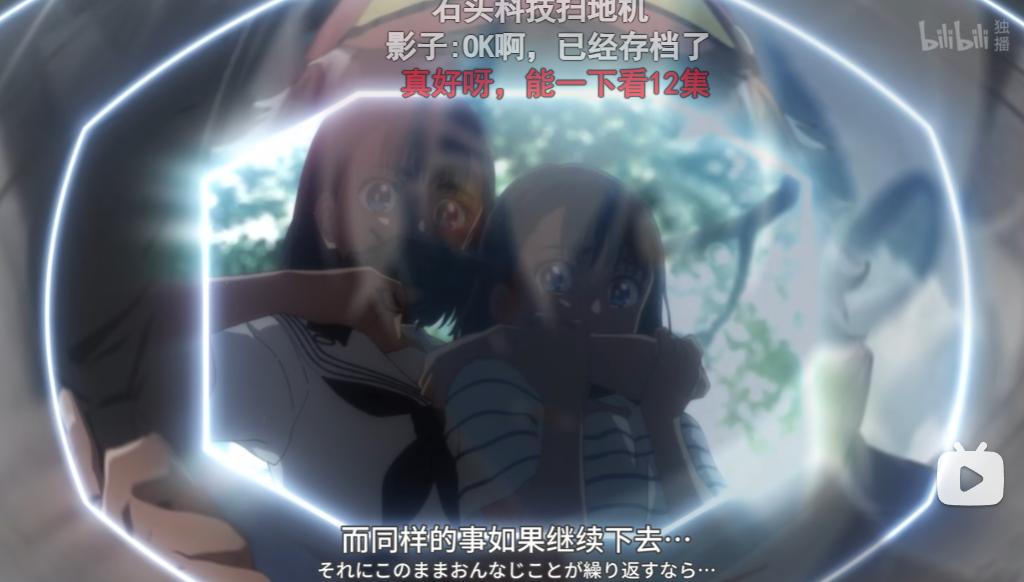 石头科技扫地机
影子:OK啊，已经存档了
真好呀，能一下看12集
bilibili 独播
而同样的事如果继续下去…
それにこのままおんなじことが繰り返すなら…